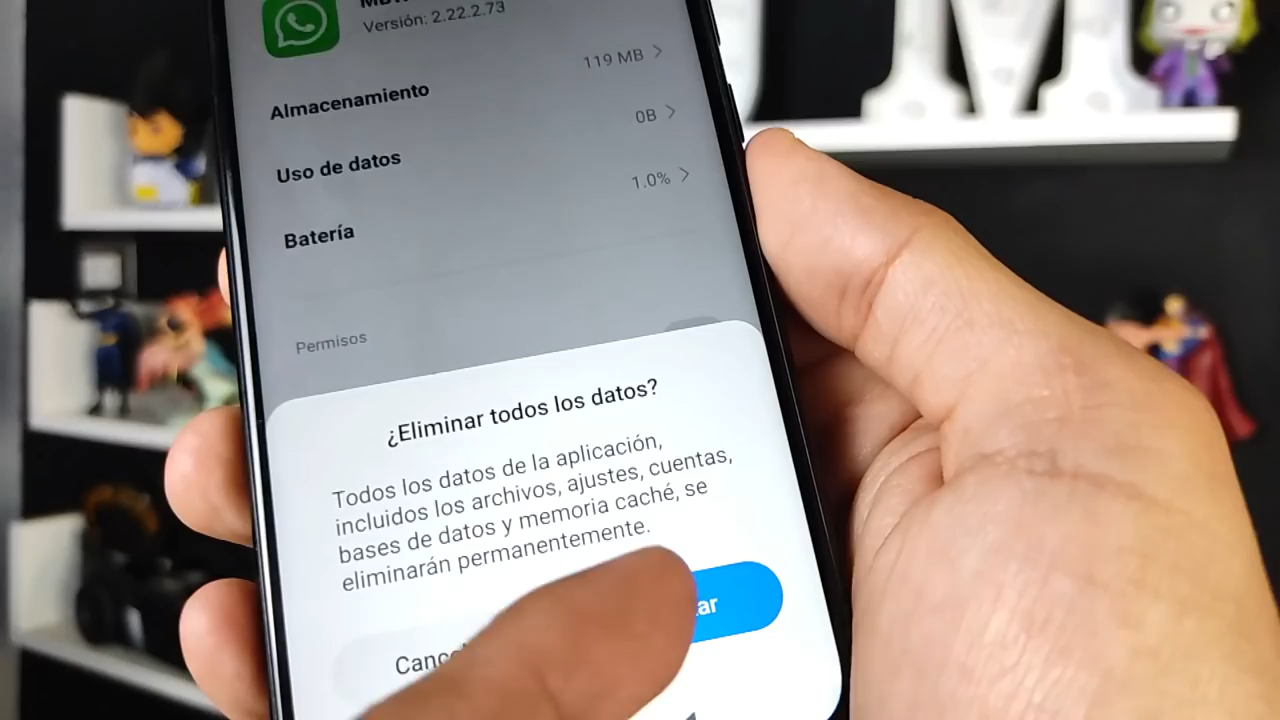 Versión: 2.22.2.73
Almacenamiento
119 MB
Uso de datos
0B
Batería
1.0%
Permisos
¿Eliminar todos los datos?
Todos los datos de la aplicación,
incluidos los archivos, ajustes, cuentas,
bases de datos y memoria caché, se
eliminarán permanentemente.